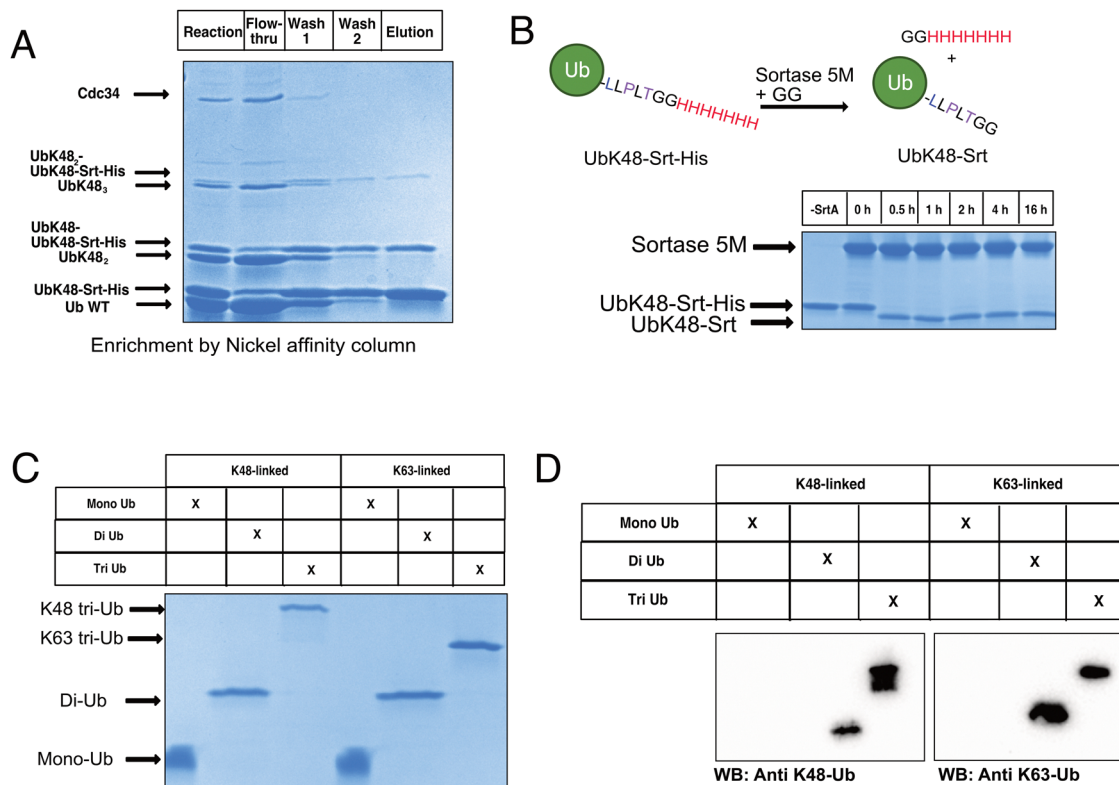 A
Reaction Flow-thru Wash 1 Wash 2 Elution
Cdc34
UbK48₂-
UbK48-Srt-His
UbK48₃
UbK48-
UbK48-Srt-His
UbK48₂
UbK48-Srt-His
Ub WT
Enrichment by Nickel affinity column
B
Ub
-LLPLTGGHHHHHHH
Sortase 5M
+ GG
GGHHHHHHH
+
Ub
-LLPLTGG
UbK48-Srt-His
UbK48-Srt
-SrtA 0 h 0.5 h 1 h 2 h 4 h 16 h
Sortase 5M
UbK48-Srt-His
UbK48-Srt
C
K48-linked K63-linked
Mono Ub X X
Di Ub X X
Tri Ub X X
K48 tri-Ub
K63 tri-Ub
Di-Ub
Mono-Ub
D
K48-linked K63-linked
Mono Ub X X
Di Ub X X
Tri Ub X X
WB: Anti K48-Ub WB: Anti K63-Ub